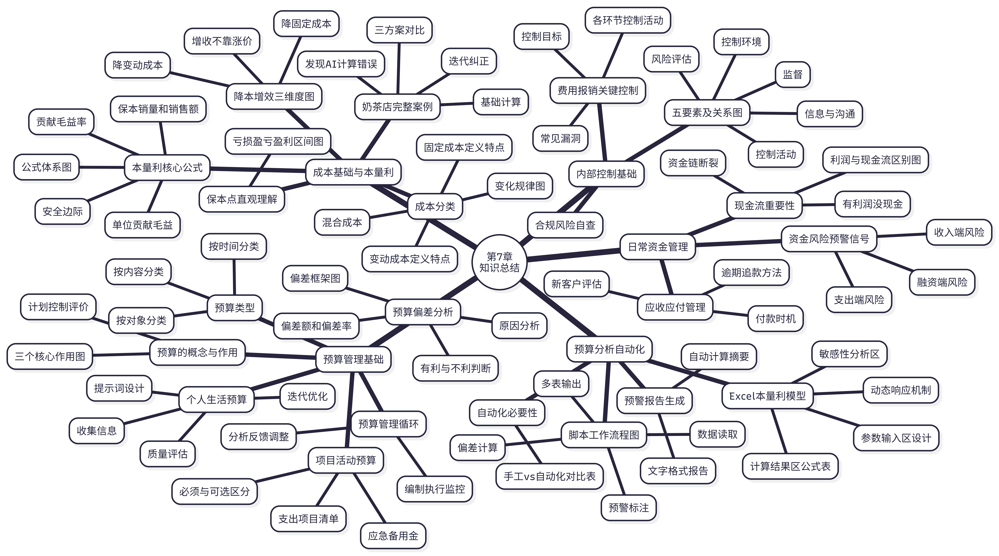 第7章
知识总结
成本基础与本量利
降本增效三维度图
降变动成本
增收不靠涨价
降固定成本
奶茶店完整案例
发现AI计算错误
三方案对比
迭代纠正
基础计算
本量利核心公式
保本销量和销售额
贡献毛益率
公式体系图
安全边际
单位贡献毛益
保本点直观理解
亏损盈亏盈利区间图
成本分类
固定成本定义特点
变化规律图
混合成本
变动成本定义特点
内部控制基础
费用报销关键控制
控制目标
各环节控制活动
常见漏洞
五要素及关系图
风险评估
控制环境
监督
信息与沟通
控制活动
合规风险自查
日常资金管理
现金流重要性
资金链断裂
利润与现金流区别图
有利润没现金
资金风险预警信号
收入端风险
融资端风险
支出端风险
应收应付管理
新客户评估
逾期追款方法
付款时机
预算管理基础
预算类型
按时间分类
按内容分类
按对象分类
预算的概念与作用
计划控制评价
三个核心作用图
预算偏差分析
偏差框架图
偏差额和偏差率
原因分析
有利与不利判断
个人生活预算
提示词设计
迭代优化
收集信息
质量评估
预算管理循环
分析反馈调整
编制执行监控
项目活动预算
必须与可选区分
支出项目清单
应急备用金
预算分析自动化
自动化必要性
手工vs自动化对比表
脚本工作流程图
多表输出
数据读取
偏差计算
预警标注
预警报告生成
自动计算摘要
文字格式报告
Excel本量利模型
敏感性分析区
动态响应机制
参数输入区设计
计算结果区公式表